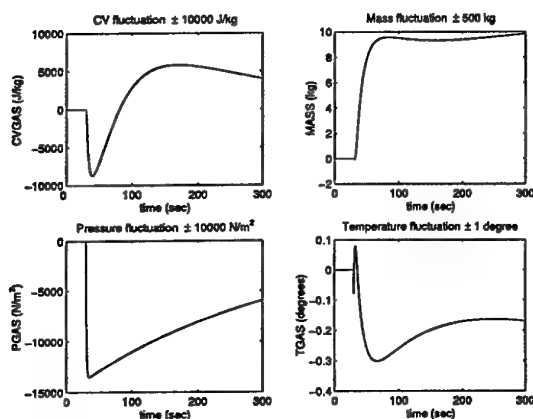 CV fluctuation ± 10000 J/kg
10000
5000
0
-5000
-10000
CVGAS (J/kg)
0 100 200 300
time (sec)
Mass fluctuation ± 500 kg
10
8
6
4
2
0
-2
MASS (kg)
0 100 200 300
time (sec)
Pressure fluctuation ± 10000 N/m²
0
-5000
-10000
-15000
PGAS (N/m²)
0 100 200 300
time (sec)
Temperature fluctuation ± 1 degree
0.1
0
-0.1
-0.2
-0.3
-0.4
TGAS (degrees)
0 100 200 300
time (sec)